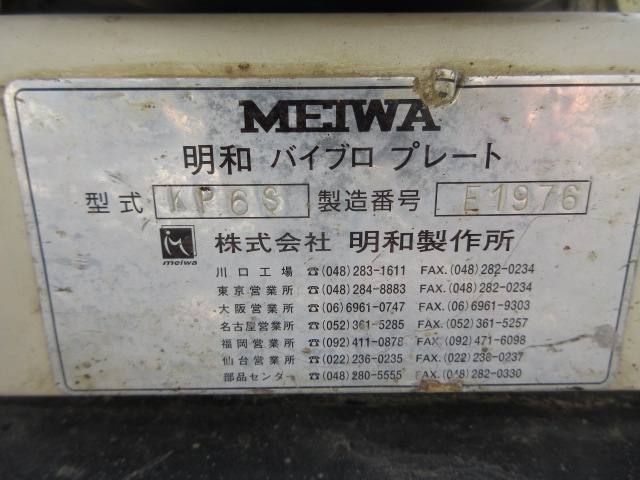 MEIWA
明和 バイブロ プレート
型式 KP6S 製造番号 E1976
meiwa 株式会社 明和製作所
川口工場 ☎(048)283-1611 FAX.(048)282-0234
東京営業所 ☎(048)284-8883 FAX.(048)282-0234
大阪営業所 ☎(06)6961-0747 FAX.(06)6961-9303
名古屋営業所 ☎(052)361-5285 FAX.(052)361-5257
福岡営業所 ☎(092)411-0878 FAX.(092)471-6098
仙台営業所 ☎(022)236-0235 FAX.(022)236-0237
部品センター ☎(048)280-5555 FAX.(048)282-0330